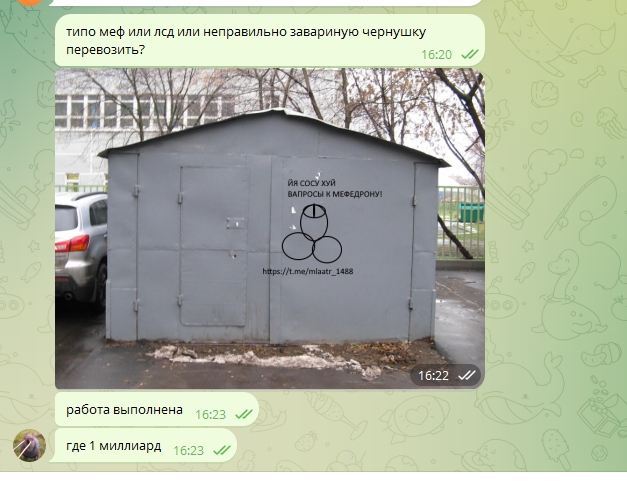 типо меф или лсд или неправильно завариную чернушку
перевозить?
16:20
ЙЯ СОСУ ХУЙ
ВАПРОСЫ К МЕФЕДРОНУ!
https://t.me/mlaatr_1488
16:22
работа выполнена 16:23
где 1 миллиард 16:23